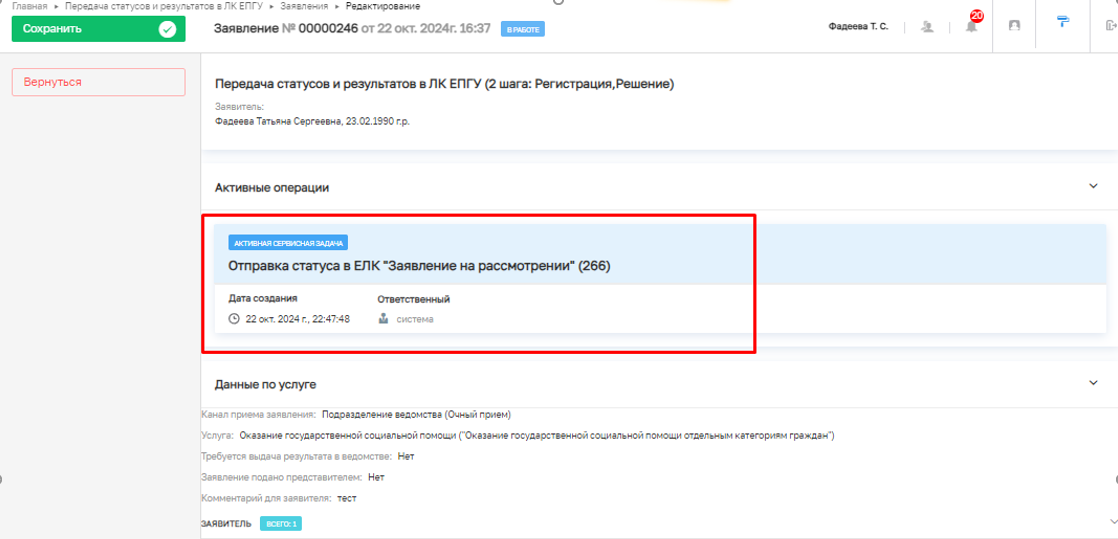 Главная ▸ Передача статусов и результатов в ЛК ЕПГУ ▸ Заявления ▸ Редактирование
Сохранить
Заявление № 00000246 от 22 окт. 2024г. 16:37 В РАБОТЕ
Фадеева Т. С.
20
Вернуться
Передача статусов и результатов в ЛК ЕПГУ (2 шага: Регистрация,Решение)
Заявитель:
Фадеева Татьяна Сергеевна, 23.02.1990 г.р.
Активные операции
АКТИВНАЯ СЕРВИСНАЯ ЗАДАЧА
Отправка статуса в ЕЛК "Заявление на рассмотрении" (266)
Дата создания Ответственный
22 окт. 2024 г., 22:47:48 система
Данные по услуге
Канал приема заявления: Подразделение ведомства (Очный прием)
Услуга: Оказание государственной социальной помощи ("Оказание государственной социальной помощи отдельным категориям граждан")
Требуется выдача результата в ведомстве: Нет
Заявление подано представителем: Нет
Комментарий для заявителя: тест
ЗАЯВИТЕЛЬ ВСЕГО: 1